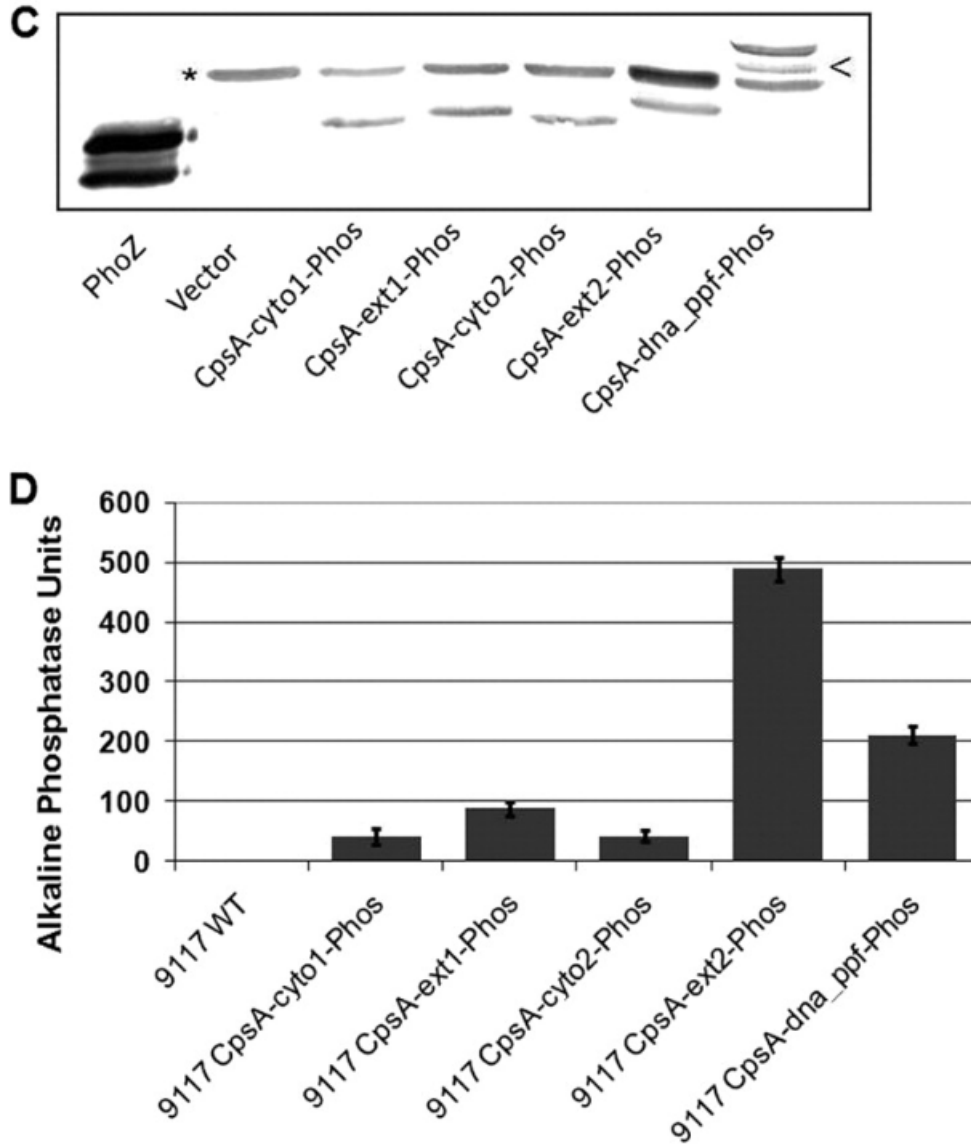 C
*
<
PhoZ
Vector
CpsA-cyto1-Phos
CpsA-ext1-Phos
CpsA-cyto2-Phos
CpsA-ext2-Phos
CpsA-dna_ppf-Phos
D
Alkaline Phosphatase Units
600
500
400
300
200
100
0
9117 WT
9117 CpsA-cyto1-Phos
9117 CpsA-ext1-Phos
9117 CpsA-cyto2-Phos
9117 CpsA-ext2-Phos
9117 CpsA-dna_ppf-Phos